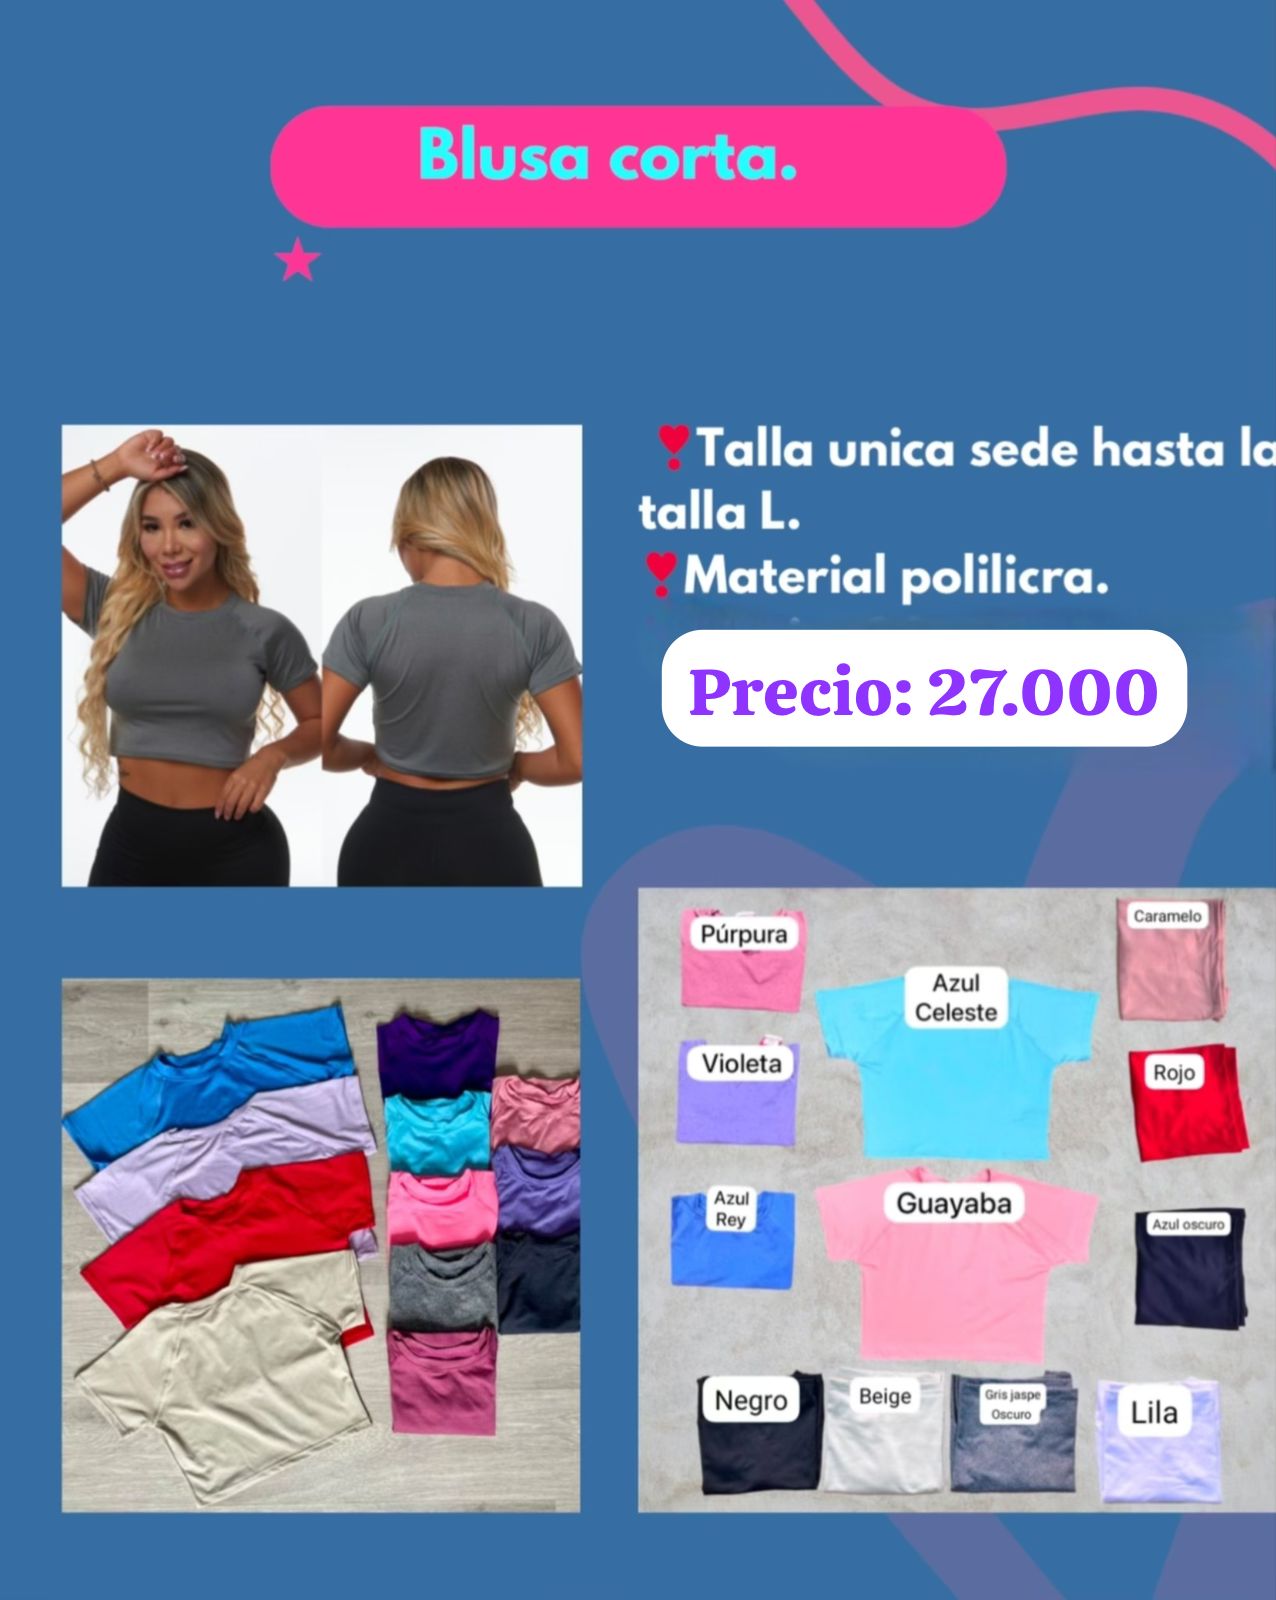 Blusa corta.
Talla unica sede hasta la
talla L.
Material polilicra.
Precio: 27.000
Púrpura
Caramelo
Azul
Celeste
Violeta
Rojo
Azul
Rey
Guayaba
Azul oscuro
Negro
Beige
Gris jaspe
Oscuro
Lila